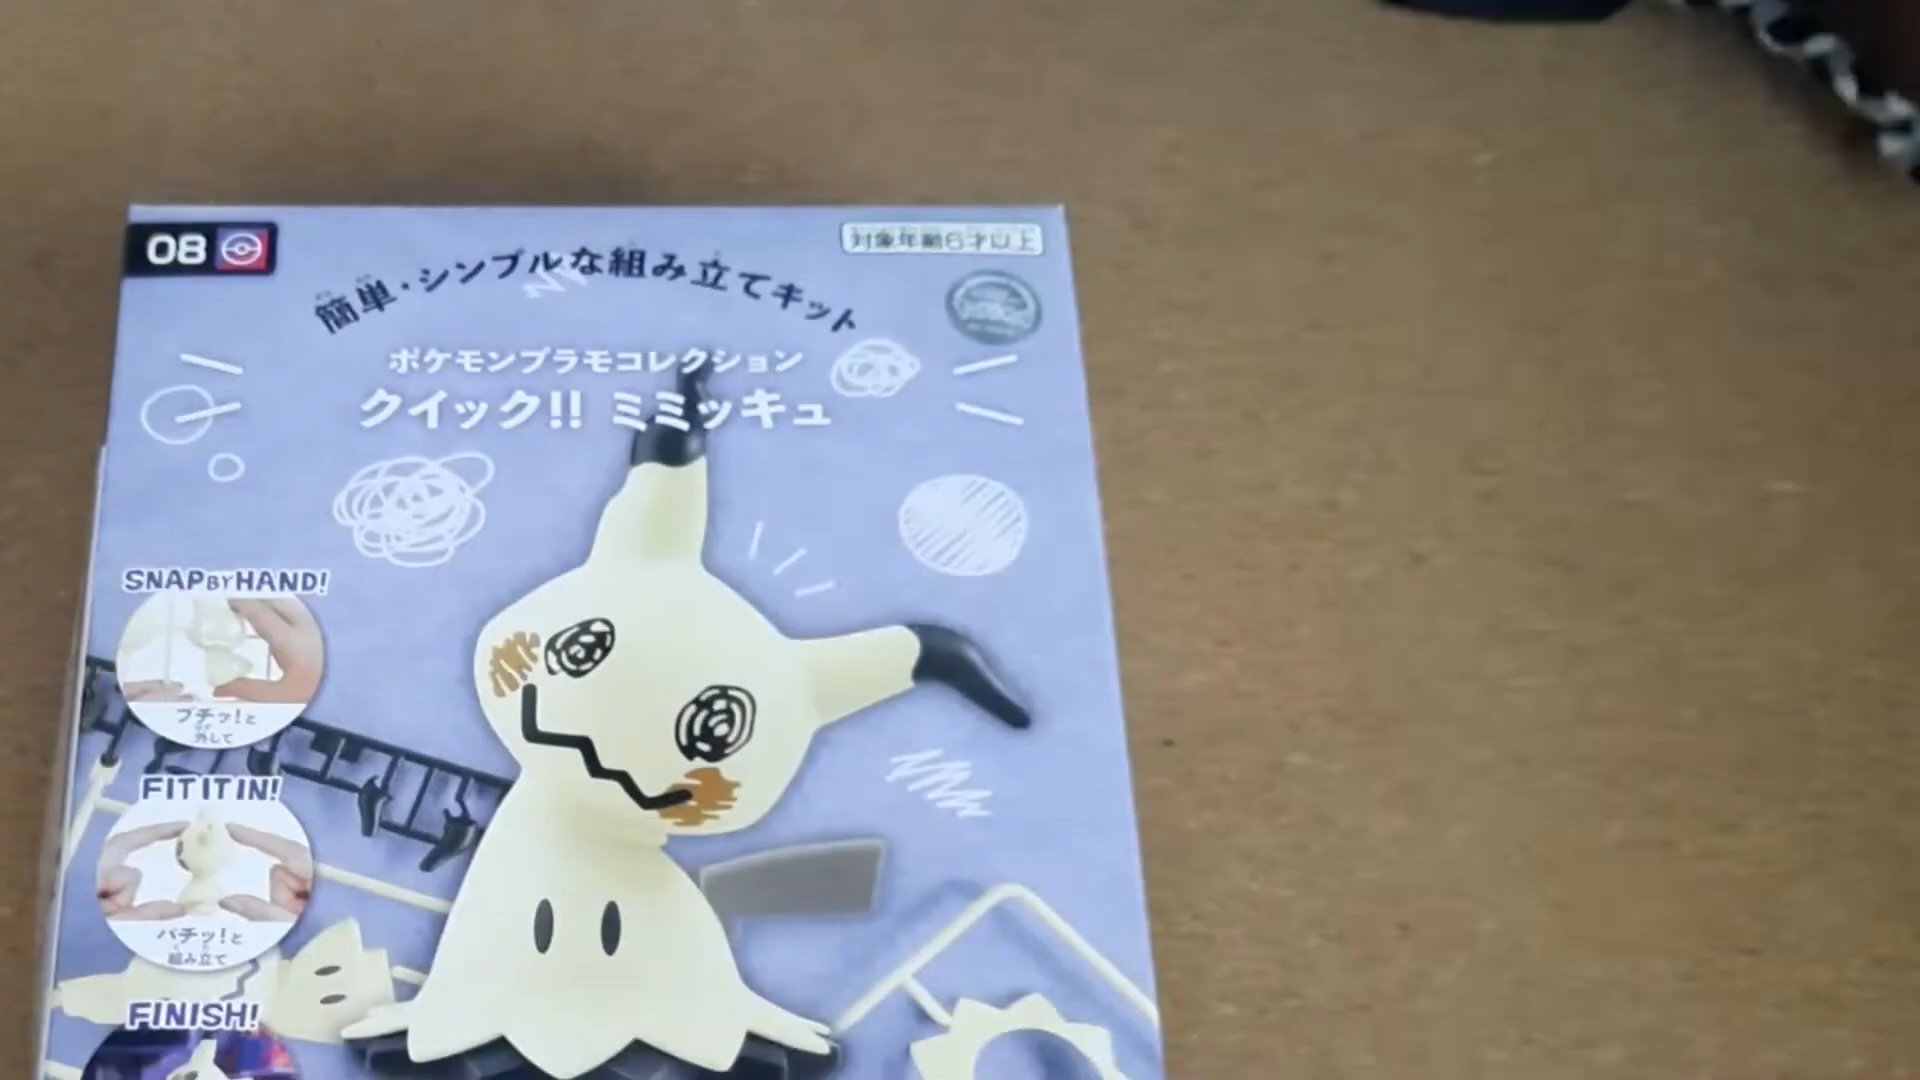 08
対象年齢6才以上
簡単・シンプルな組み立てキット
ポケモンプラモコレクション
クイック!! ミミッキュ
SNAP BY HAND!
プチッ!と
外して
FIT IT IN!
パチッ!と
組み立て
FINISH!